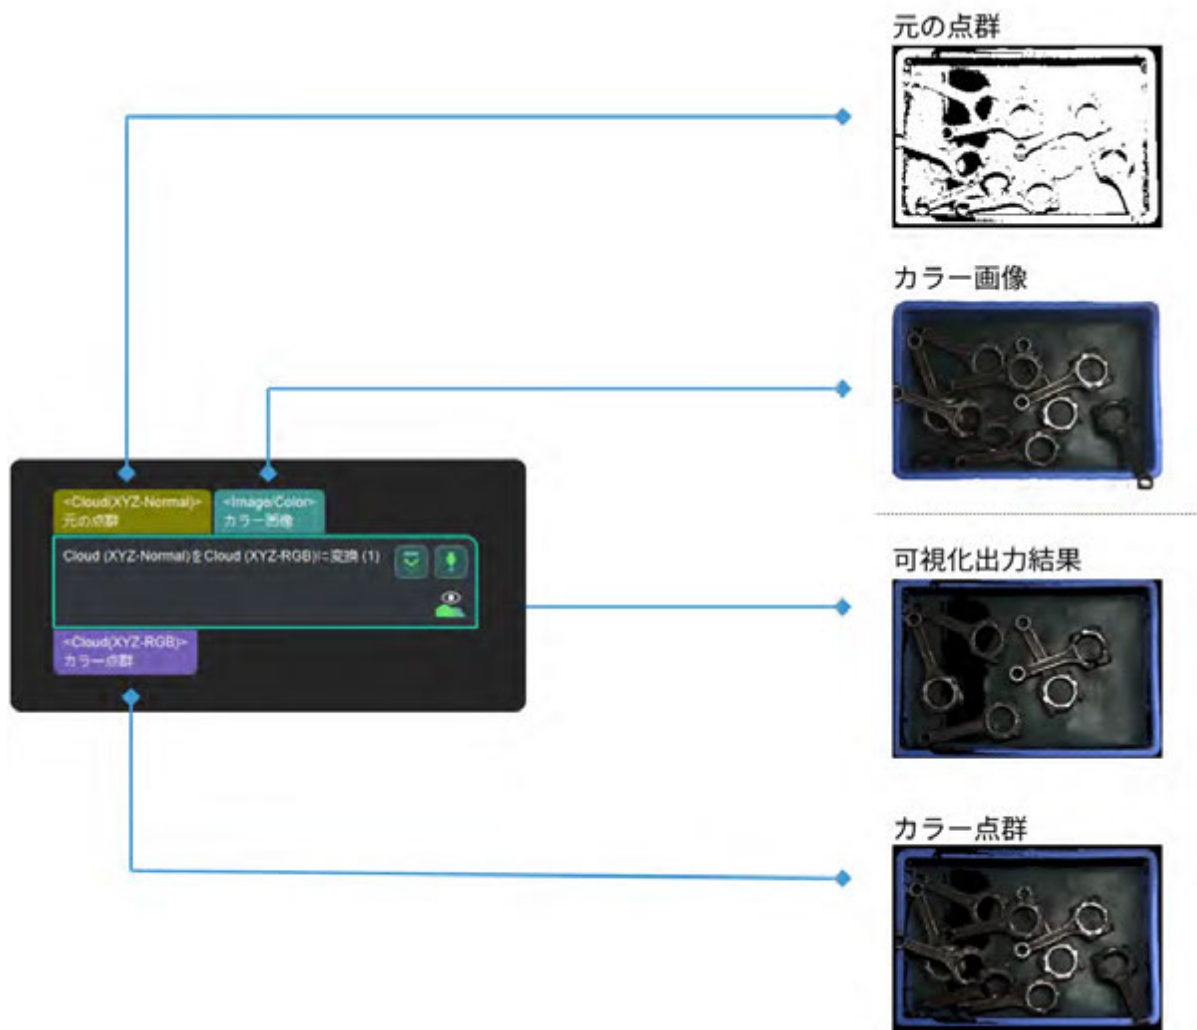 元の点群
カラー画像
<Cloud(XYZ-Normal)>
元の点群
<Image/Color>
カラー画像
Cloud (XYZ-Normal)をCloud (XYZ-RGB)に変換 (1)
可視化出力結果
<Cloud(XYZ-RGB)>
カラー点群
カラー点群